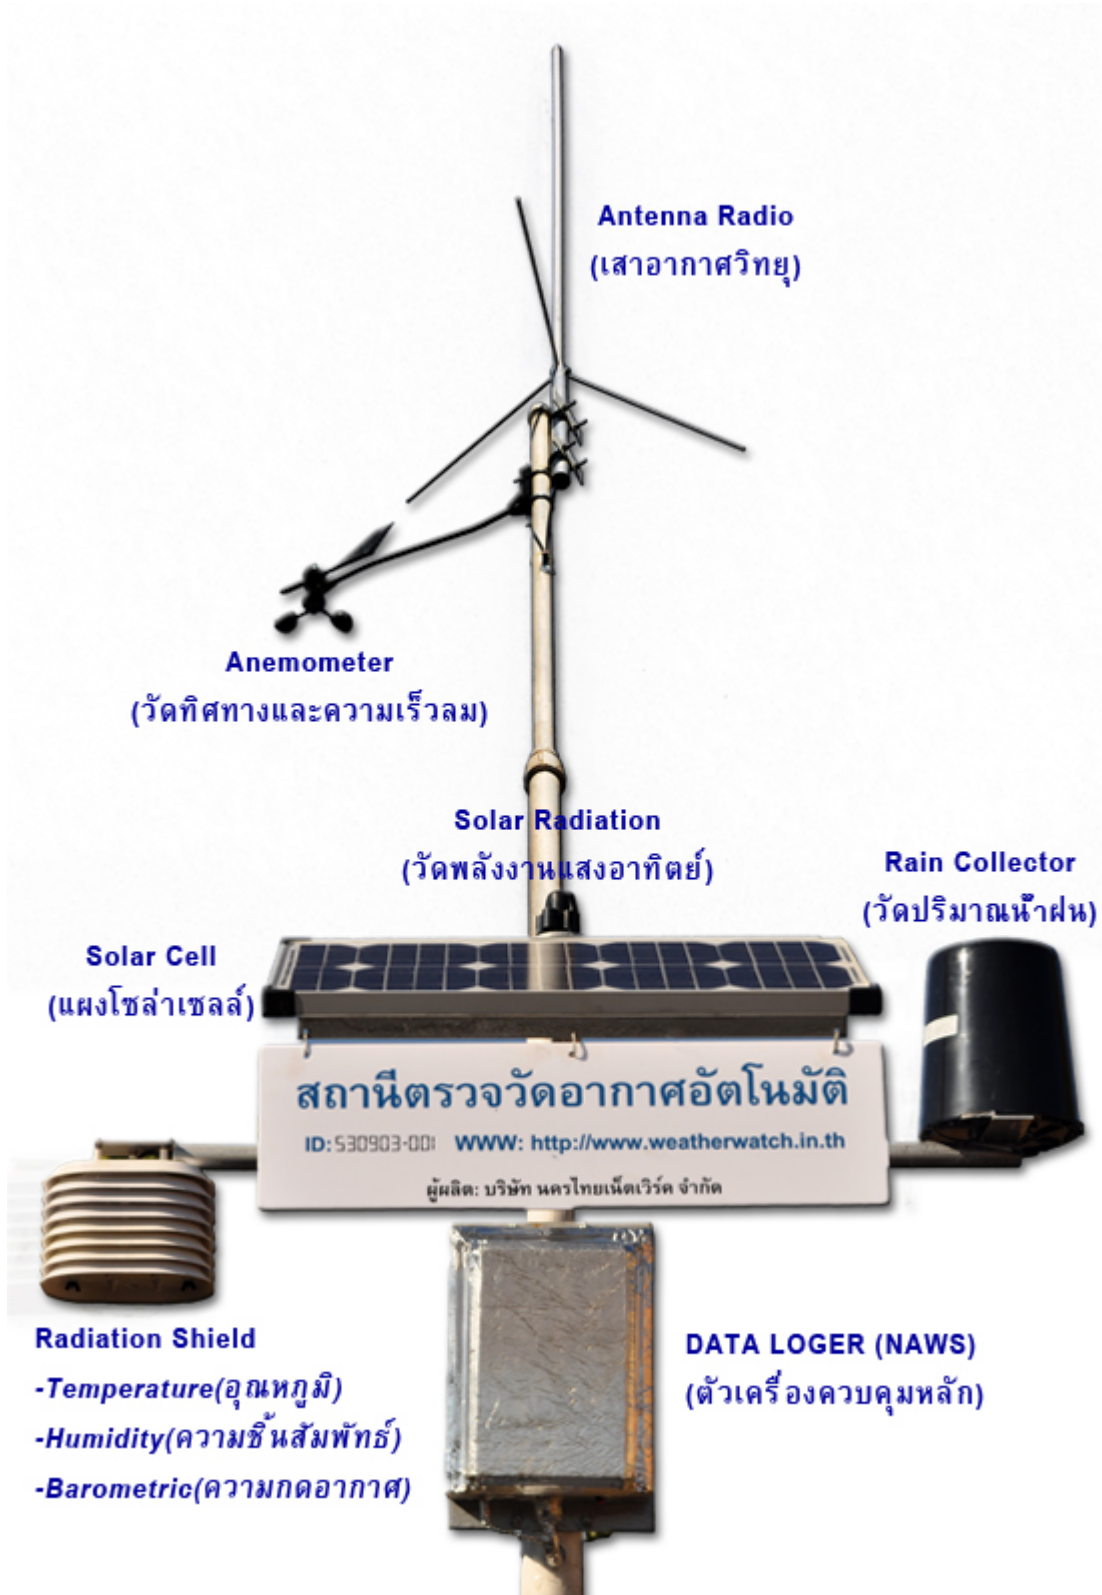 Antenna Radio
(เสาอากาศวิทยุ)
Anemometer
(วัดทิศทางและความเร็วลม)
Solar Radiation
(วัดพลังงานแสงอาทิตย์)
Rain Collector
(วัดปริมาณน้ำฝน)
Solar Cell
(แผงโซล่าเซลล์)
สถานีตรวจวัดอากาศอัตโนมัติ
ID: 530903-001 WWW: http://www.weatherwatch.in.th
ผู้ผลิต: บริษัท นครไทยเน็ตเวิร์ค จำกัด
Radiation Shield
-Temperature(อุณหภูมิ)
-Humidity(ความชื้นสัมพัทธ์)
-Barometric(ความกดอากาศ)
DATA LOGER (NAWS)
(ตัวเครื่องควบคุมหลัก)